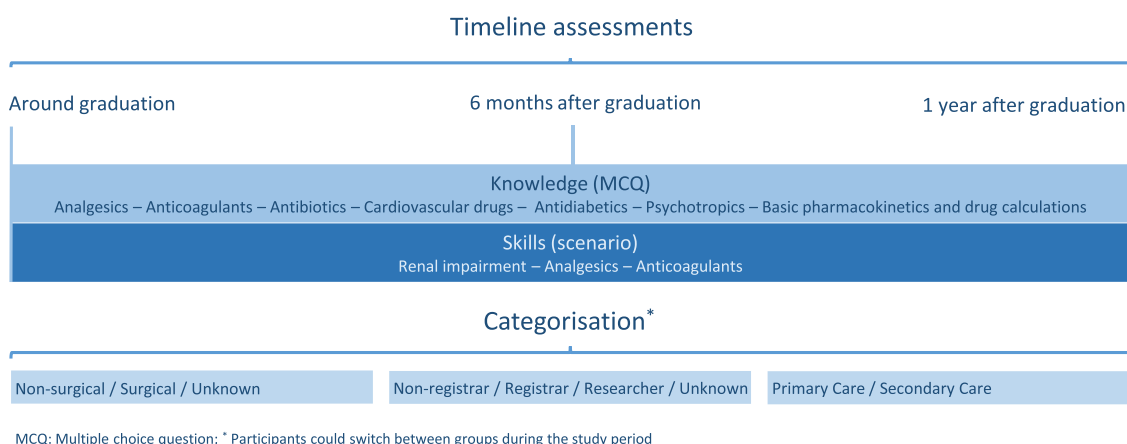 Timeline assessments
Around graduation
6 months after graduation
1 year after graduation
Knowledge (MCQ)
Analgesics – Anticoagulants – Antibiotics – Cardiovascular drugs – Antidiabetics – Psychotropics – Basic pharmacokinetics and drug calculations
Skills (scenario)
Renal impairment – Analgesics – Anticoagulants
Categorisation*
Non-surgical / Surgical / Unknown
Non-registrar / Registrar / Researcher / Unknown
Primary Care / Secondary Care
MCQ: Multiple choice question; * Participants could switch between groups during the study period